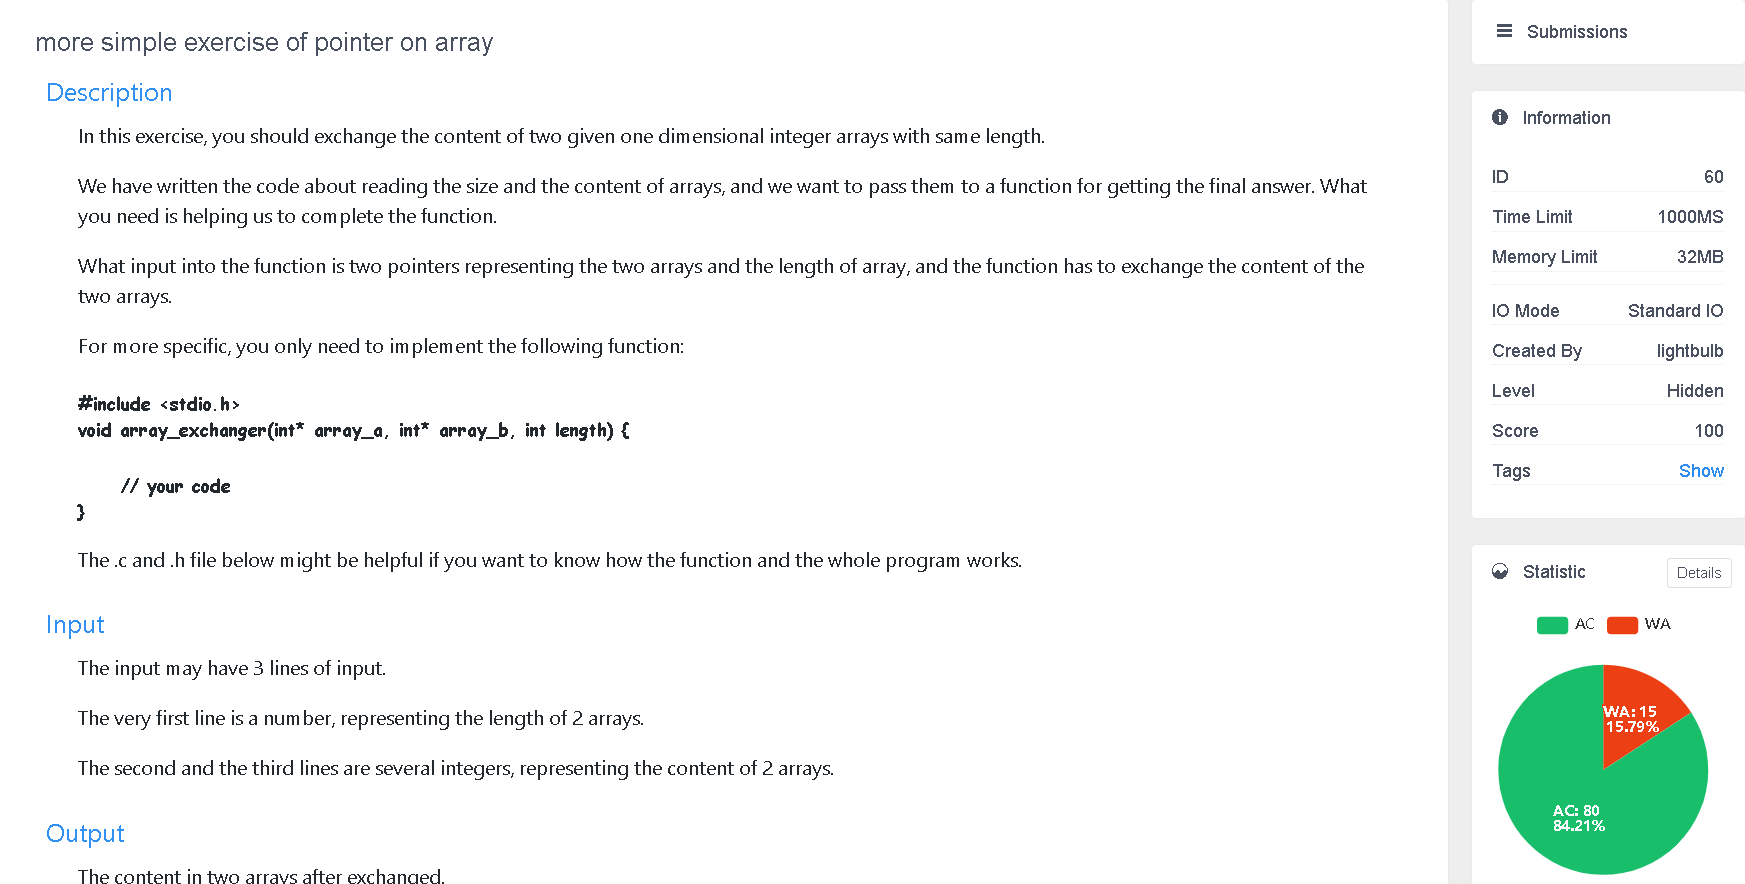 more simple exercise of pointer on array
Description
In this exercise, you should exchange the content of two given one dimensional integer arrays with same length.
We have written the code about reading the size and the content of arrays, and we want to pass them to a function for getting the final answer. What
you need is helping us to complete the function.
What input into the function is two pointers representing the two arrays and the length of array, and the function has to exchange the content of the
two arrays.
For more specific, you only need to implement the following function:
#include <stdio.h>
void array_exchanger(int* array_a, int* array_b, int length) {
// your code
}
The .c and .h file below might be helpful if you want to know how the function and the whole program works.
Input
The input may have 3 lines of input.
The very first line is a number, representing the length of 2 arrays.
The second and the third lines are several integers, representing the content of 2 arrays.
Output
The content in two arrays after exchanged.
Submissions
Information
ID 60
Time Limit 1000MS
Memory Limit 32MB
IO Mode Standard IO
Created By lightbulb
Level Hidden
Score 100
Tags Show
Statistic Details
AC WA
WA: 15
15.79%
AC: 80
84.21%